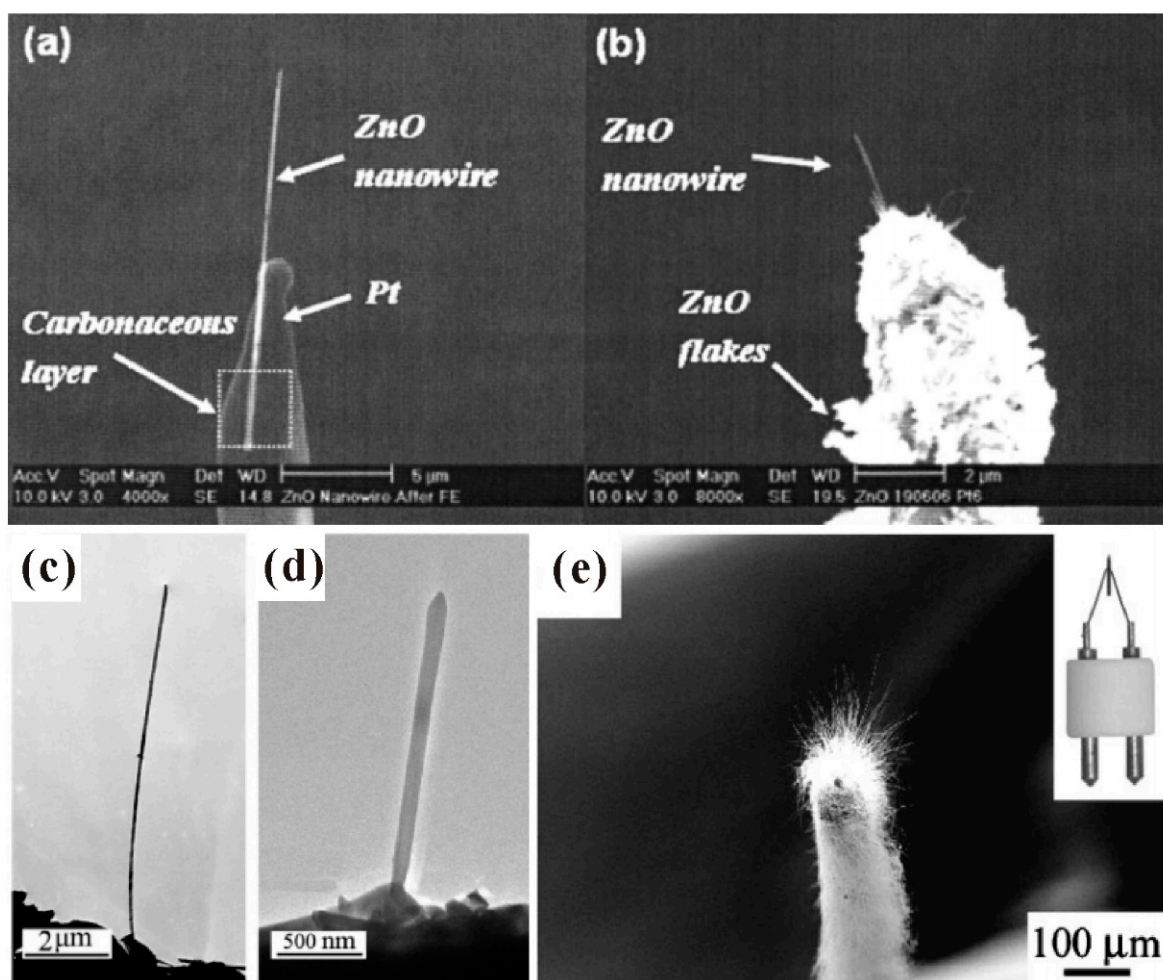 (a)
ZnO
nanowire
Pt
Carbonaceous
layer
Acc.V Spot Magn Det WD 5 μm
10.0 kV 3.0 4000x SE 14.8 ZnO Nanowire After FE
(b)
ZnO
nanowire
ZnO
flakes
Acc.V Spot Magn Det WD 2 μm
10.0 kV 3.0 8000x SE 19.5 ZnO 190606 Pt6
(c)
2μm
(d)
500 nm
(e)
100 μm